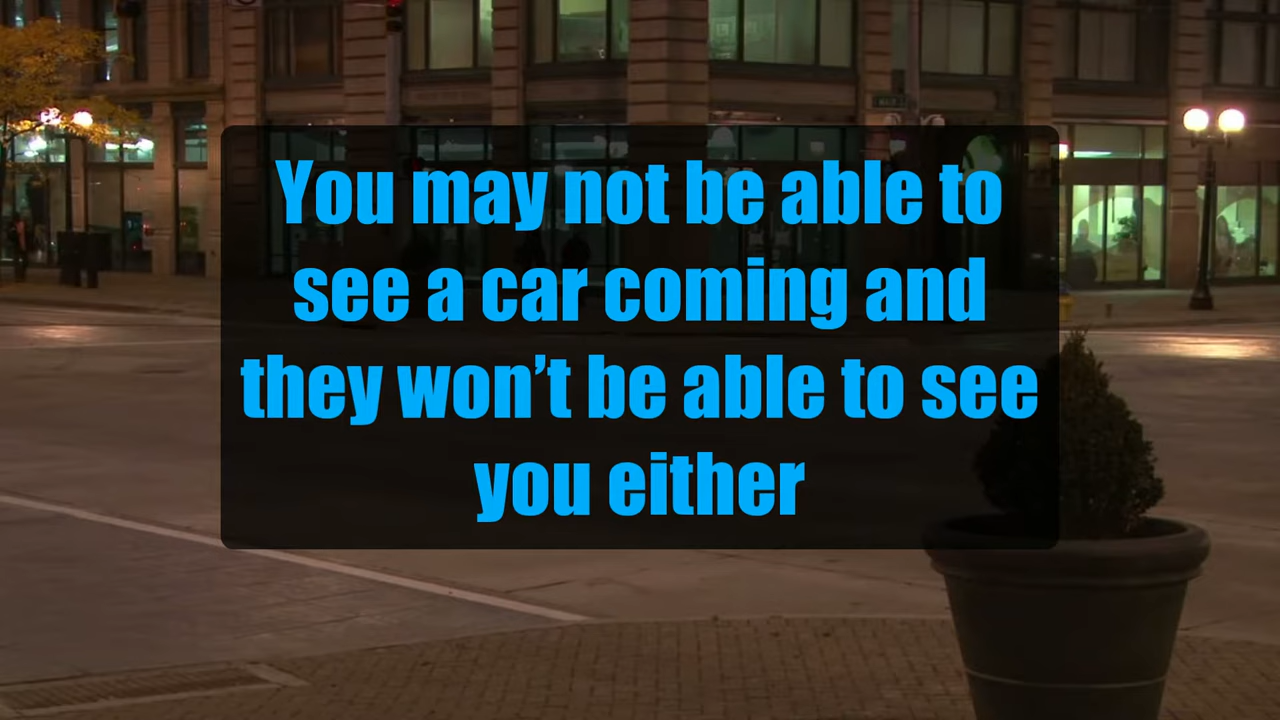 You may not be able to
see a car coming and
they won’t be able to see
you either